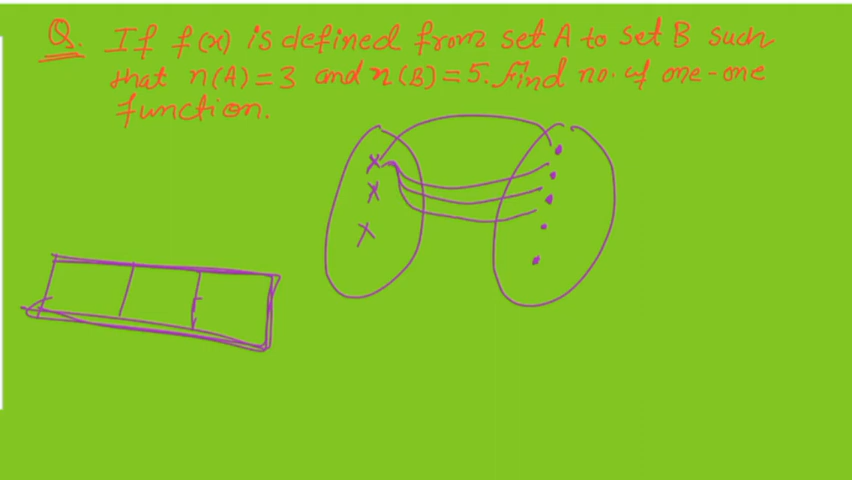 Q. If f(x) is defined from set A to set B such
that n(A)=3 and n(B)=5. Find no. of one-one
function.